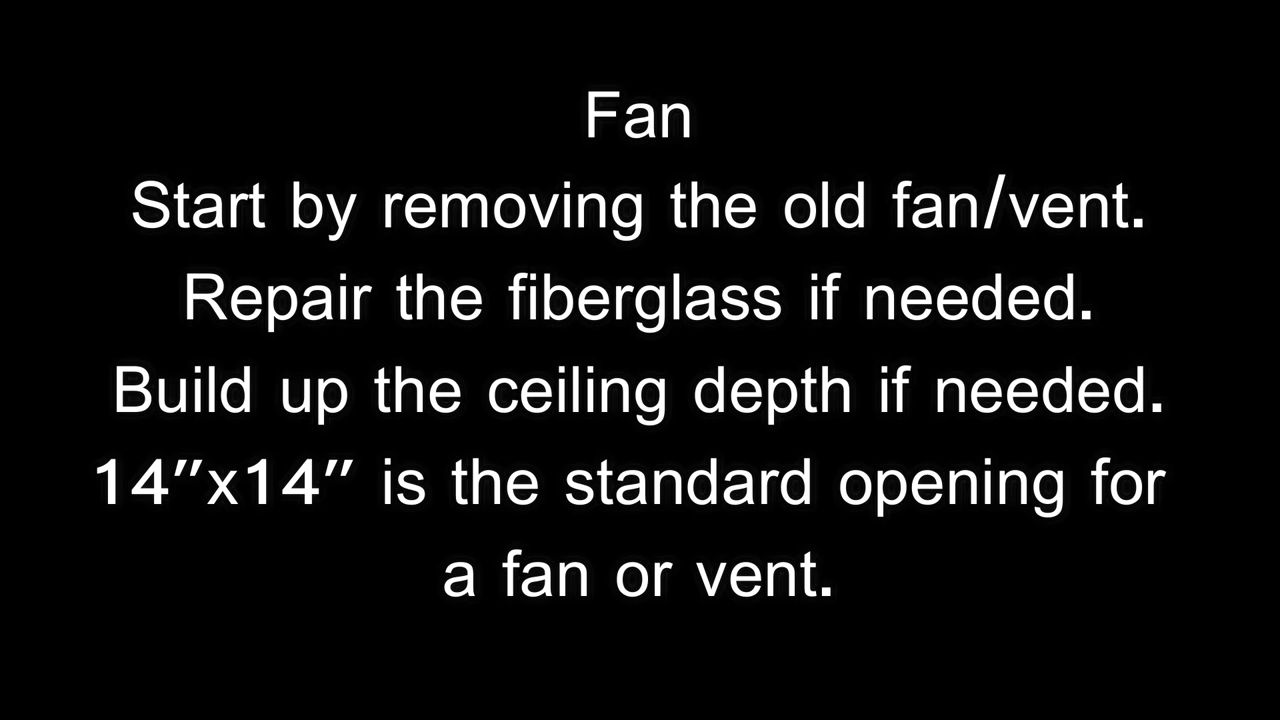 Fan
Start by removing the old fan/vent.
Repair the fiberglass if needed.
Build up the ceiling depth if needed.
14"x14" is the standard opening for
a fan or vent.